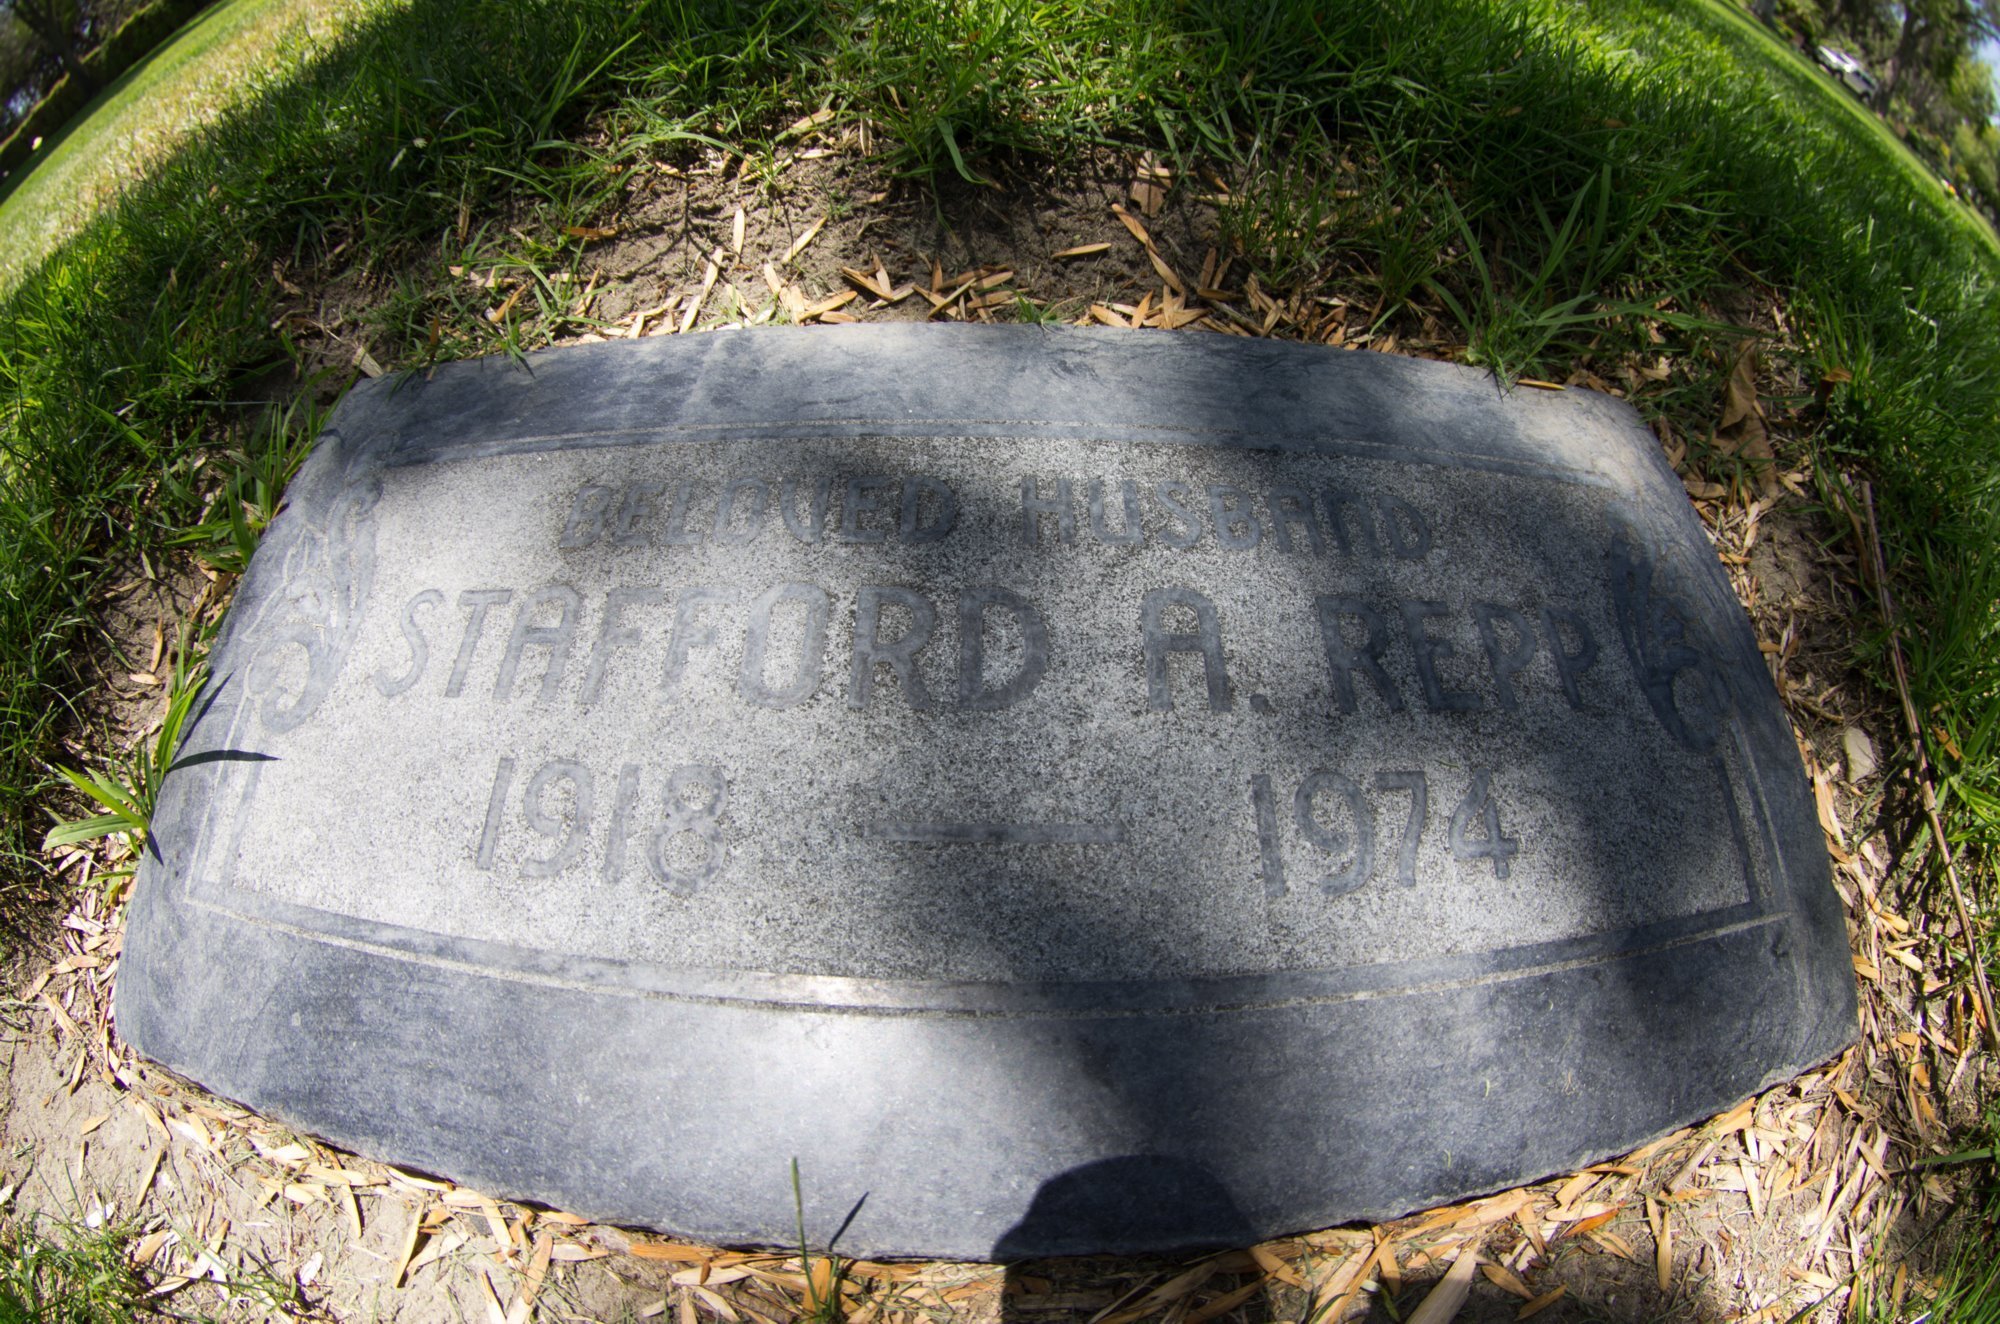 BELOVED HUSBAND
STAFFORD A. REPP
1918 — 1974